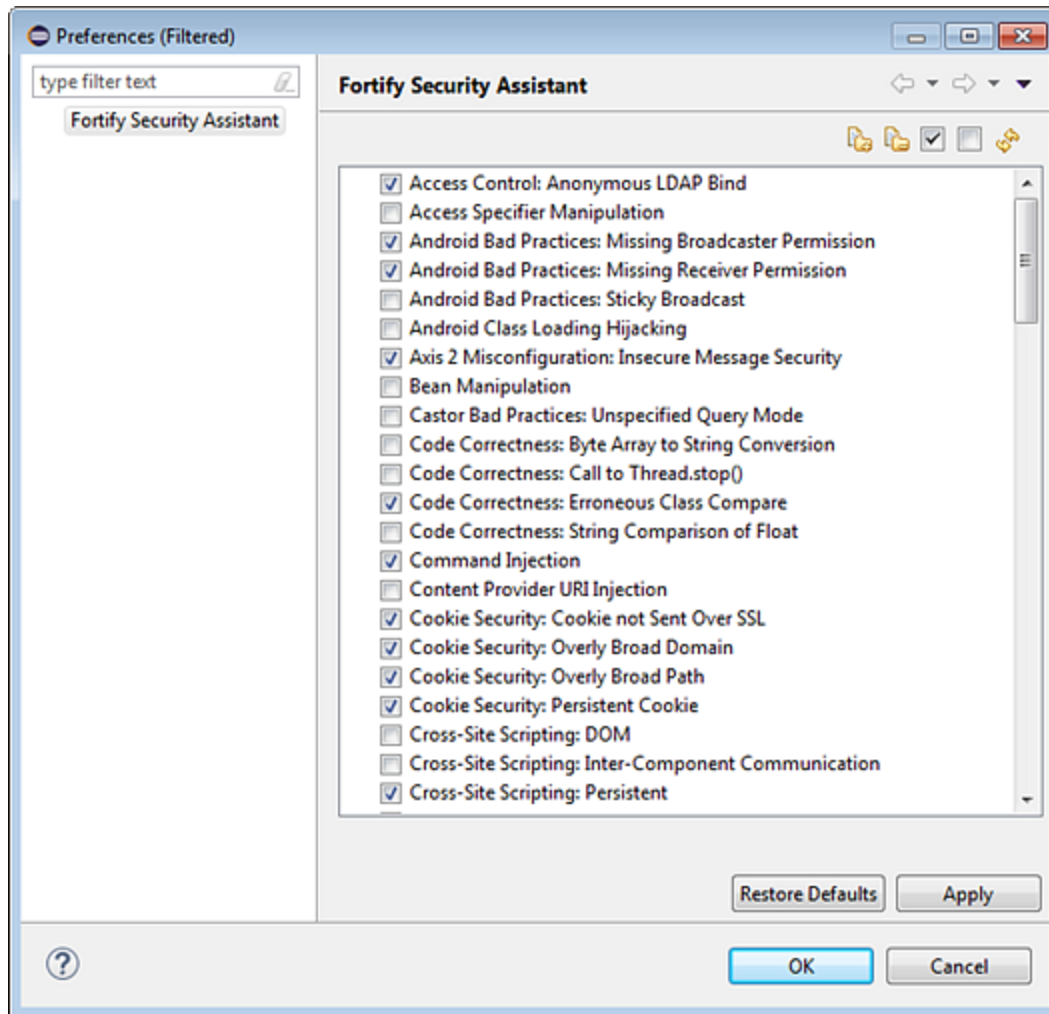 Preferences (Filtered)
type filter text
Fortify Security Assistant
Fortify Security Assistant
Access Control: Anonymous LDAP Bind
Access Specifier Manipulation
Android Bad Practices: Missing Broadcaster Permission
Android Bad Practices: Missing Receiver Permission
Android Bad Practices: Sticky Broadcast
Android Class Loading Hijacking
Axis 2 Misconfiguration: Insecure Message Security
Bean Manipulation
Castor Bad Practices: Unspecified Query Mode
Code Correctness: Byte Array to String Conversion
Code Correctness: Call to Thread.stop()
Code Correctness: Erroneous Class Compare
Code Correctness: String Comparison of Float
Command Injection
Content Provider URI Injection
Cookie Security: Cookie not Sent Over SSL
Cookie Security: Overly Broad Domain
Cookie Security: Overly Broad Path
Cookie Security: Persistent Cookie
Cross-Site Scripting: DOM
Cross-Site Scripting: Inter-Component Communication
Cross-Site Scripting: Persistent
Restore Defaults
Apply
?
OK
Cancel